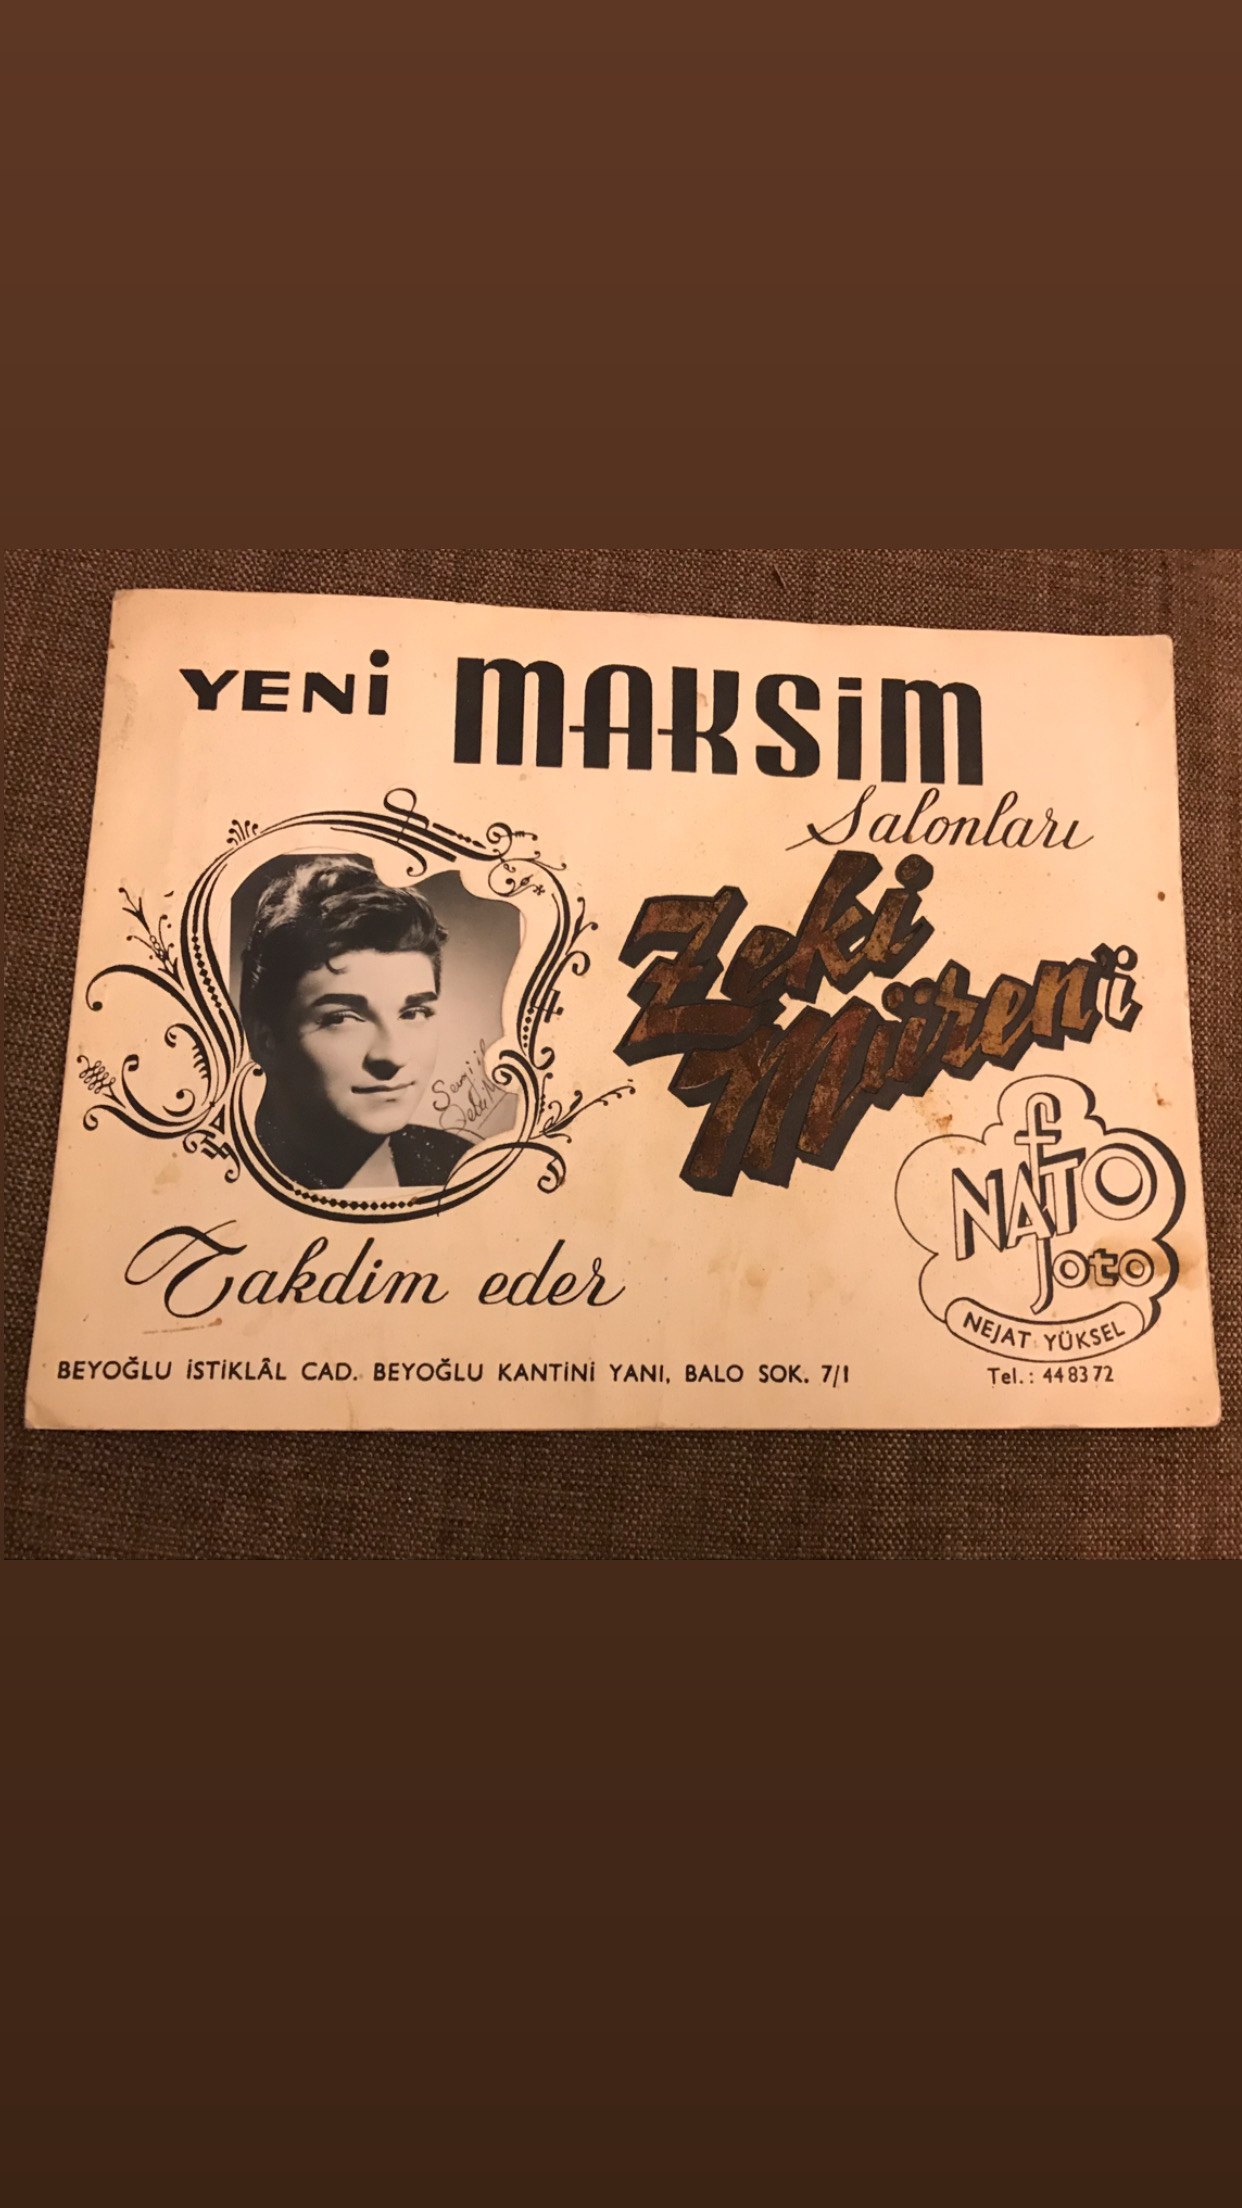 YENİ MAKSİM
Salonları
Zeki
Müren'i
Takdim eder
NATO
foto
NEJAT YÜKSEL
BEYOĞLU İSTİKLÂL CAD. BEYOĞLU KANTİNİ YANI, BALO SOK. 7/1
Tel.: 44 83 72